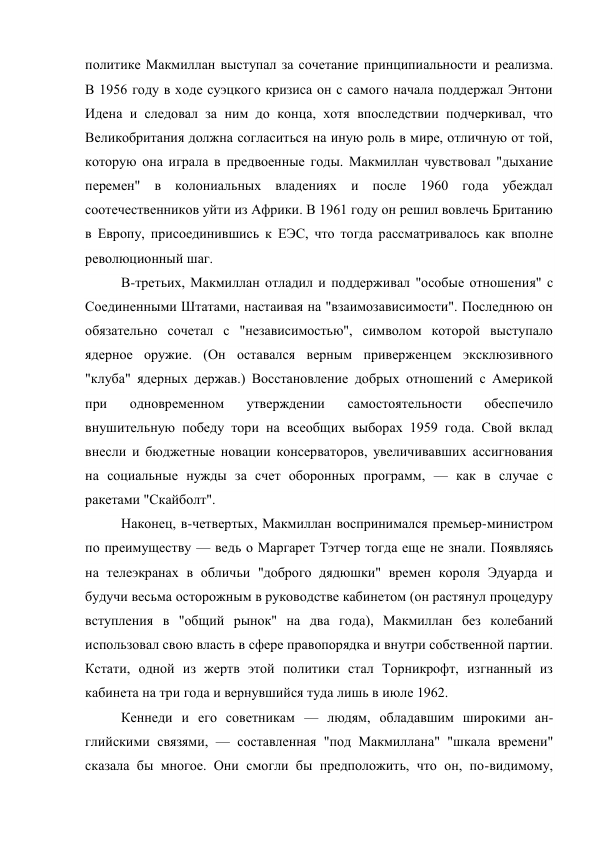 политике Макмиллан выступал за сочетание принципиальности и реализма.
В 1956 году в ходе суэцкого кризиса он с самого начала поддержал Энтони
Идена и следовал за ним до конца, хотя впоследствии подчеркивал, что
Великобритания должна согласиться на иную роль в мире, отличную от той,
которую она играла в предвоенные годы. Макмиллан чувствовал "дыхание
перемен" в колониальных владениях и после 1960 года убеждал
соотечественников уйти из Африки. В 1961 году он решил вовлечь Британию
в Европу, присоединившись к ЕЭС, что тогда рассматривалось как вполне
революционный шаг.
В-третьих, Макмиллан отладил и поддерживал "особые отношения" с
Соединенными Штатами, настаивая на "взаимозависимости". Последнюю он
обязательно сочетал с "независимостью", символом которой выступало
ядерное оружие. (Он оставался верным приверженцем эксклюзивного
"клуба" ядерных держав.) Восстановление добрых отношений с Америкой
при одновременном утверждении самостоятельности обеспечило
внушительную победу тори на всеобщих выборах 1959 года. Свой вклад
внесли и бюджетные новации консерваторов, увеличивавших ассигнования
на социальные нужды за счет оборонных программ, — как в случае с
ракетами "Скайболт".
Наконец, в-четвертых, Макмиллан воспринимался премьер-министром
по преимуществу — ведь о Маргарет Тэтчер тогда еще не знали. Появляясь
на телеэкранах в обличьи "доброго дядюшки" времен короля Эдуарда и
будучи весьма осторожным в руководстве кабинетом (он растянул процедуру
вступления в "общий рынок" на два года), Макмиллан без колебаний
использовал свою власть в сфере правопорядка и внутри собственной партии.
Кстати, одной из жертв этой политики стал Торникрофт, изгнанный из
кабинета на три года и вернувшийся туда лишь в июле 1962.
Кеннеди и его советникам — людям, обладавшим широкими ан-
глийскими связями, — составленная "под Макмиллана" "шкала времени"
сказала бы многое. Они смогли бы предположить, что он, по-видимому,